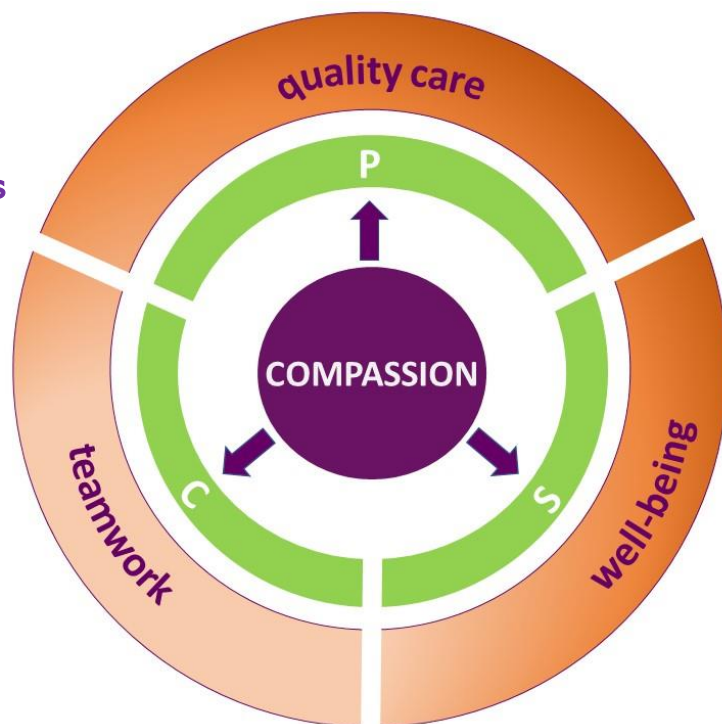 quality care
s
P
COMPASSION
C
S
teamwork
well-being